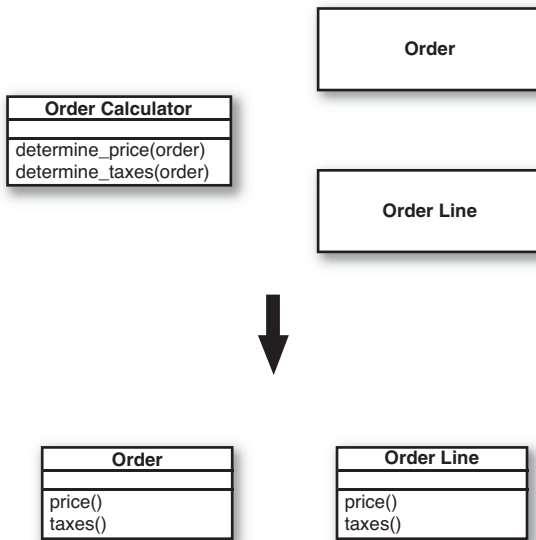 Order
Order Calculator
determine_price(order)
determine_taxes(order)
Order Line
Order
price()
taxes()
Order Line
price()
taxes()